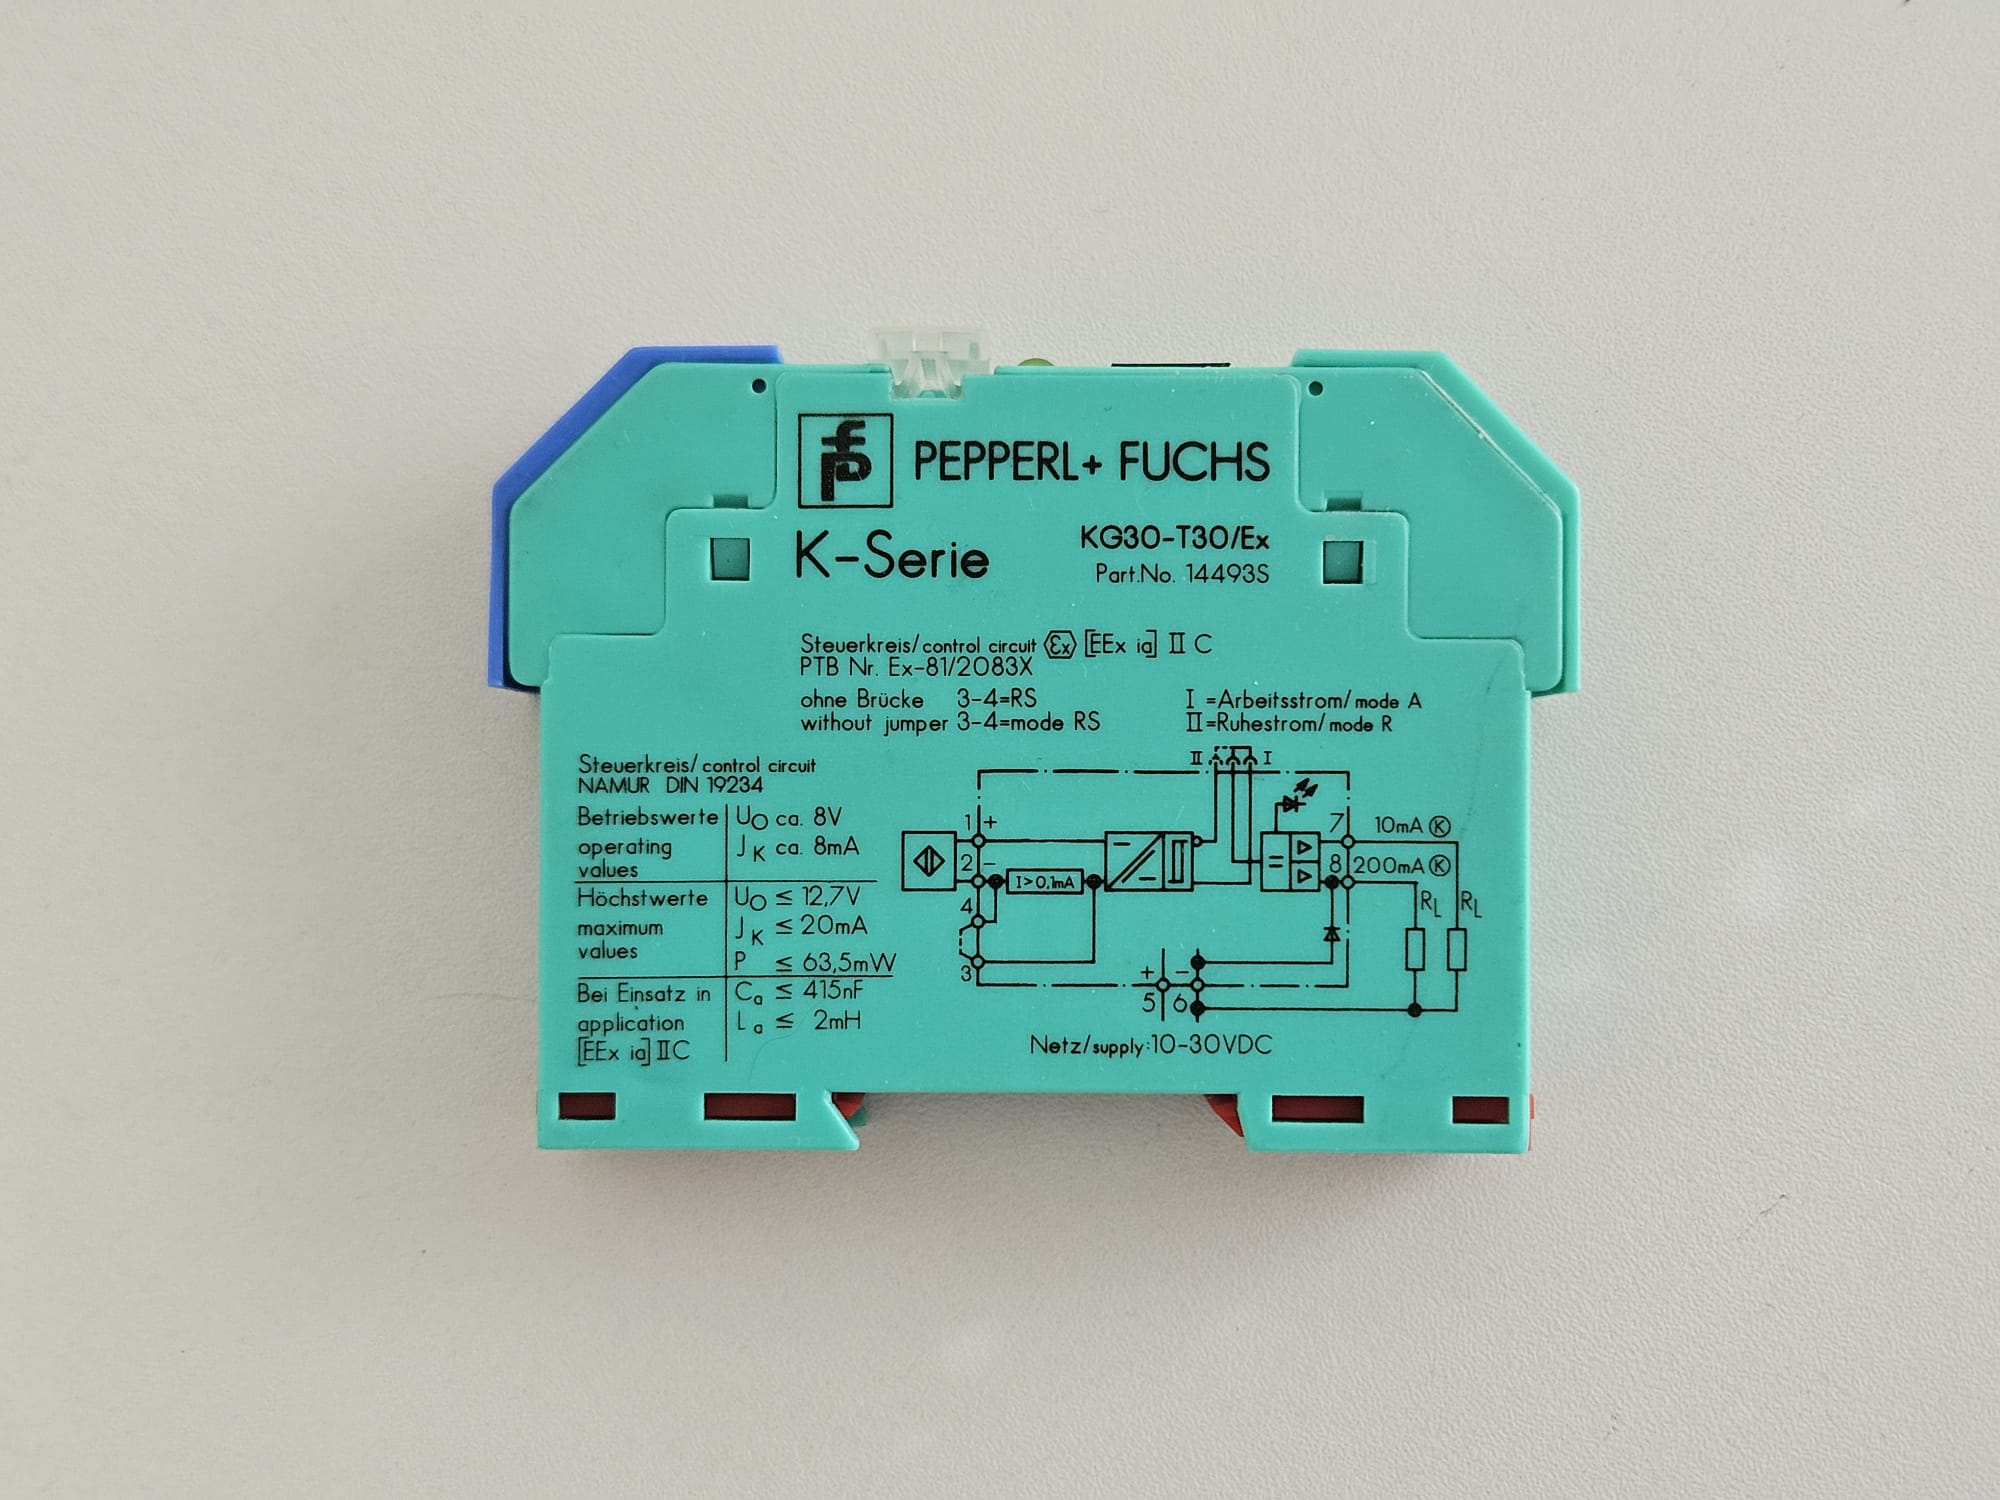 PEPPERL+ FUCHS
K-Serie
KG30-T30/Ex
Part.No. 14493S
Steuerkreis/control circuit Ex [EEx ia] II C
PTB Nr. Ex-81/2083X
ohne Brücke 3-4=RS
without jumper 3-4=mode RS
I =Arbeitsstrom/mode A
II=Ruhestrom/mode R
Steuerkreis/control circuit
NAMUR DIN 19234
Betriebswerte UO ca. 8V
operating JK ca. 8mA
values
Höchstwerte UO ≤ 12,7V
maximum JK ≤ 20mA
values
P ≤ 63,5mW
Bei Einsatz in Ca ≤ 415nF
application La ≤ 2mH
[EEx ia] II C
II I
1 + 7 10mA K
2 - I>0,1mA = 8 200mA K
4 RL RL
3 + -
5 6
Netz/supply:10-30VDC